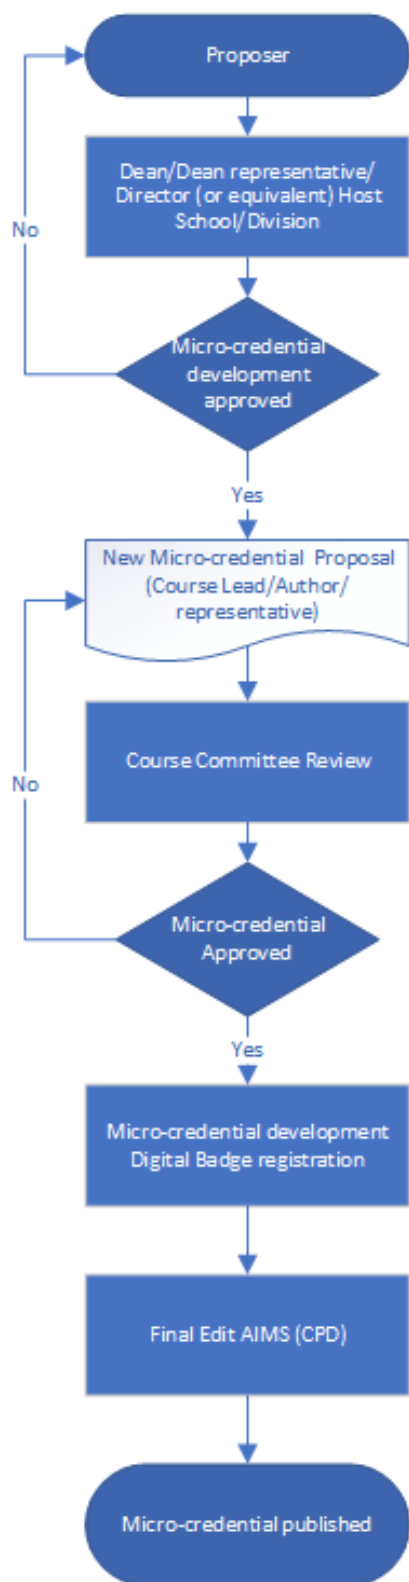 Proposer
Dean/Dean representative/
Director (or equivalent) Host
School/Division
No
Micro-credential
development
approved
Yes
New Micro-credential Proposal
(Course Lead/Author/
representative)
Course Committee Review
No
Micro-credential
Approved
Yes
Micro-credential development
Digital Badge registration
Final Edit AIMS (CPD)
Micro-credential published